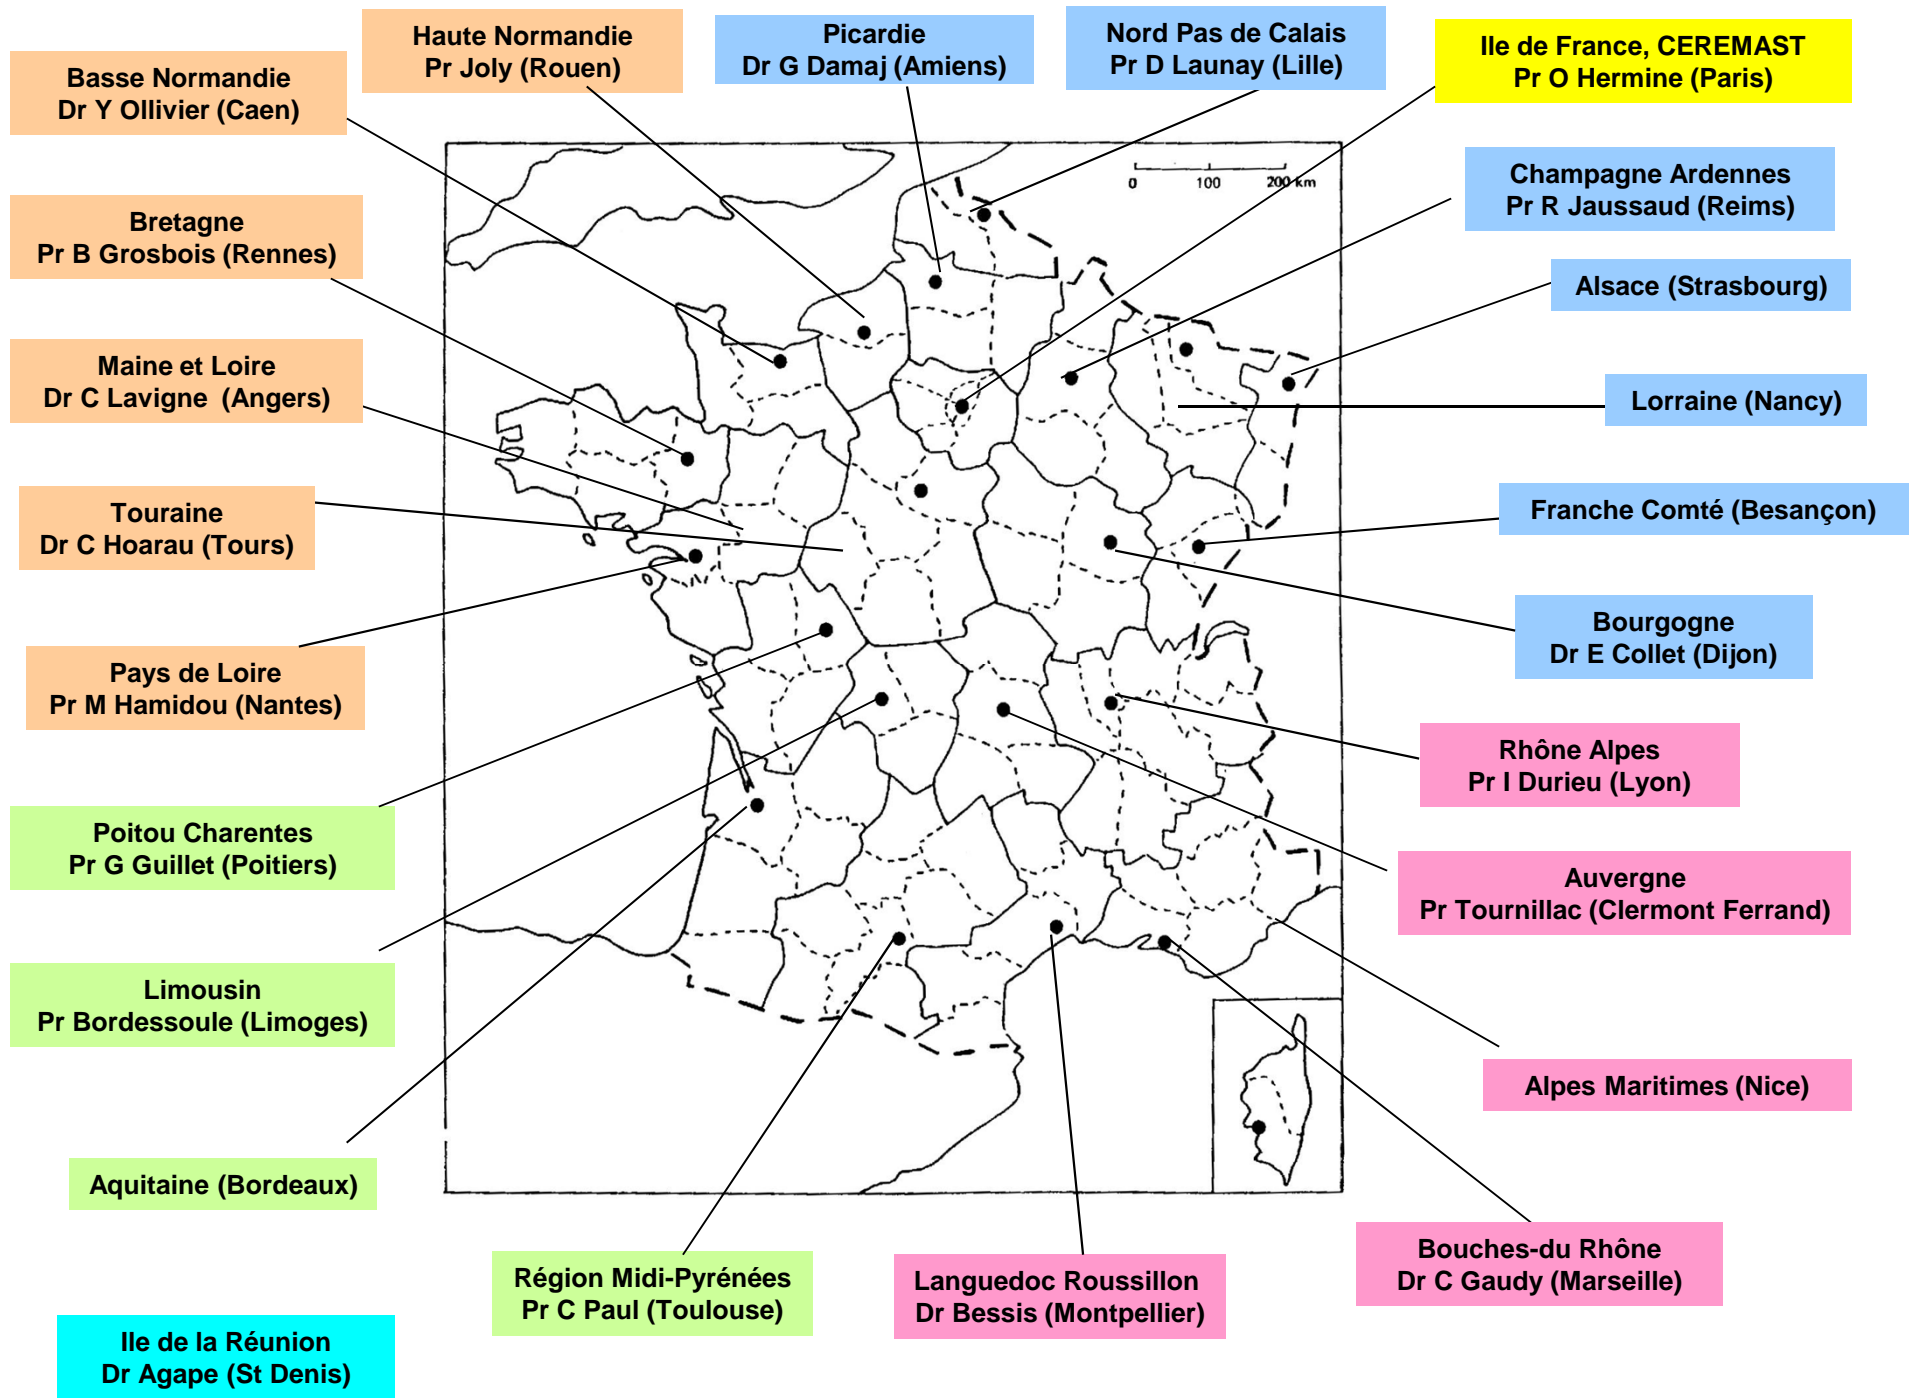 Haute Normandie
Pr Joly (Rouen)
Picardie
Dr G Damaj (Amiens)
Nord Pas de Calais
Pr D Launay (Lille)
Ile de France, CEREMAST
Pr O Hermine (Paris)
Basse Normandie
Dr Y Ollivier (Caen)
0 100 200 km
Champagne Ardennes
Pr R Jaussaud (Reims)
Bretagne
Pr B Grosbois (Rennes)
Alsace (Strasbourg)
Maine et Loire
Dr C Lavigne (Angers)
Lorraine (Nancy)
Touraine
Dr C Hoarau (Tours)
Franche Comté (Besançon)
Bourgogne
Dr E Collet (Dijon)
Pays de Loire
Pr M Hamidou (Nantes)
Rhône Alpes
Pr I Durieu (Lyon)
Poitou Charentes
Pr G Guillet (Poitiers)
Auvergne
Pr Tournillac (Clermont Ferrand)
Limousin
Pr Bordessoule (Limoges)
Alpes Maritimes (Nice)
Aquitaine (Bordeaux)
Région Midi-Pyrénées
Pr C Paul (Toulouse)
Languedoc Roussillon
Dr Bessis (Montpellier)
Bouches-du Rhône
Dr C Gaudy (Marseille)
Ile de la Réunion
Dr Agape (St Denis)